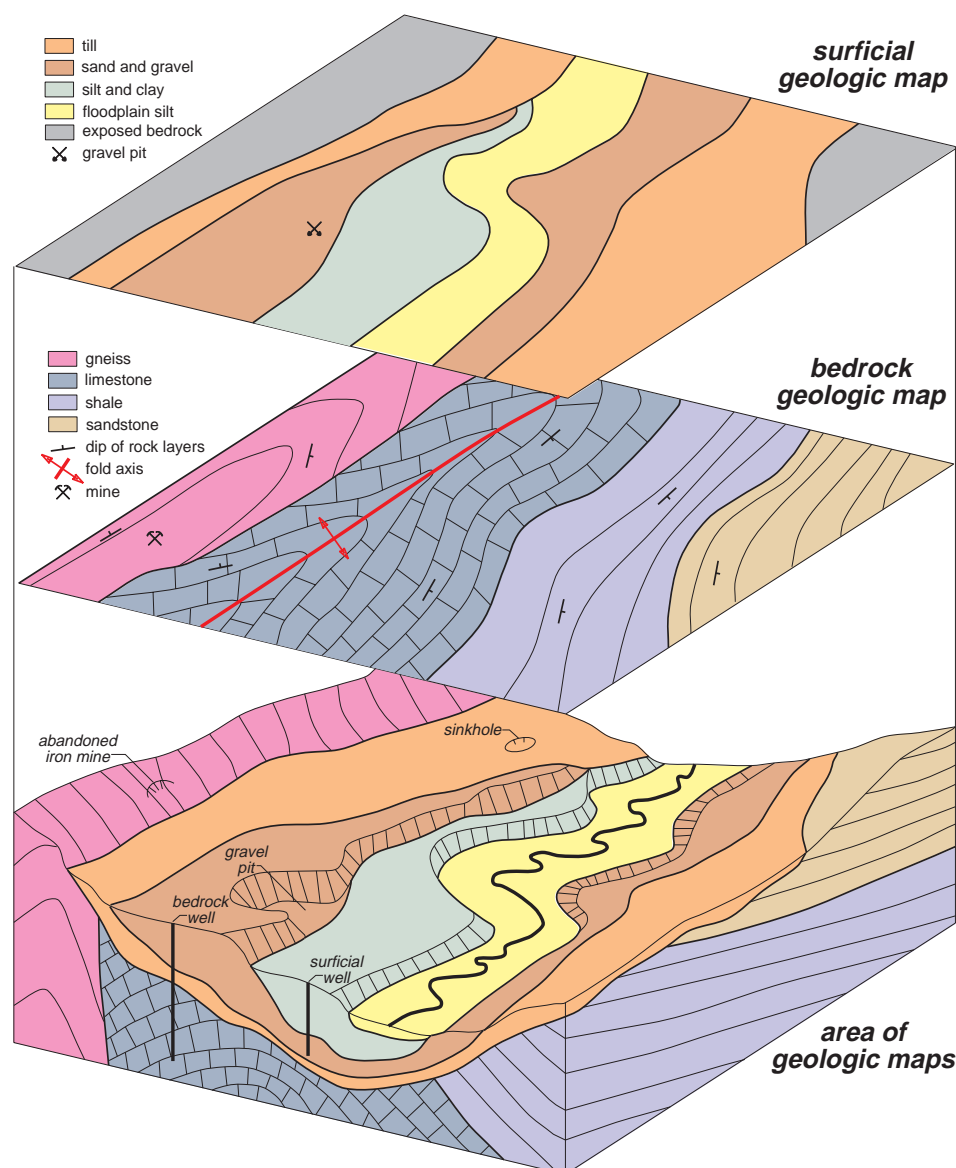 surficial
geologic map
till
sand and gravel
silt and clay
floodplain silt
exposed bedrock
gravel pit
bedrock
geologic map
gneiss
limestone
shale
sandstone
dip of rock layers
fold axis
mine
abandoned
iron mine
sinkhole
gravel
pit
bedrock
well
surficial
well
area of
geologic maps